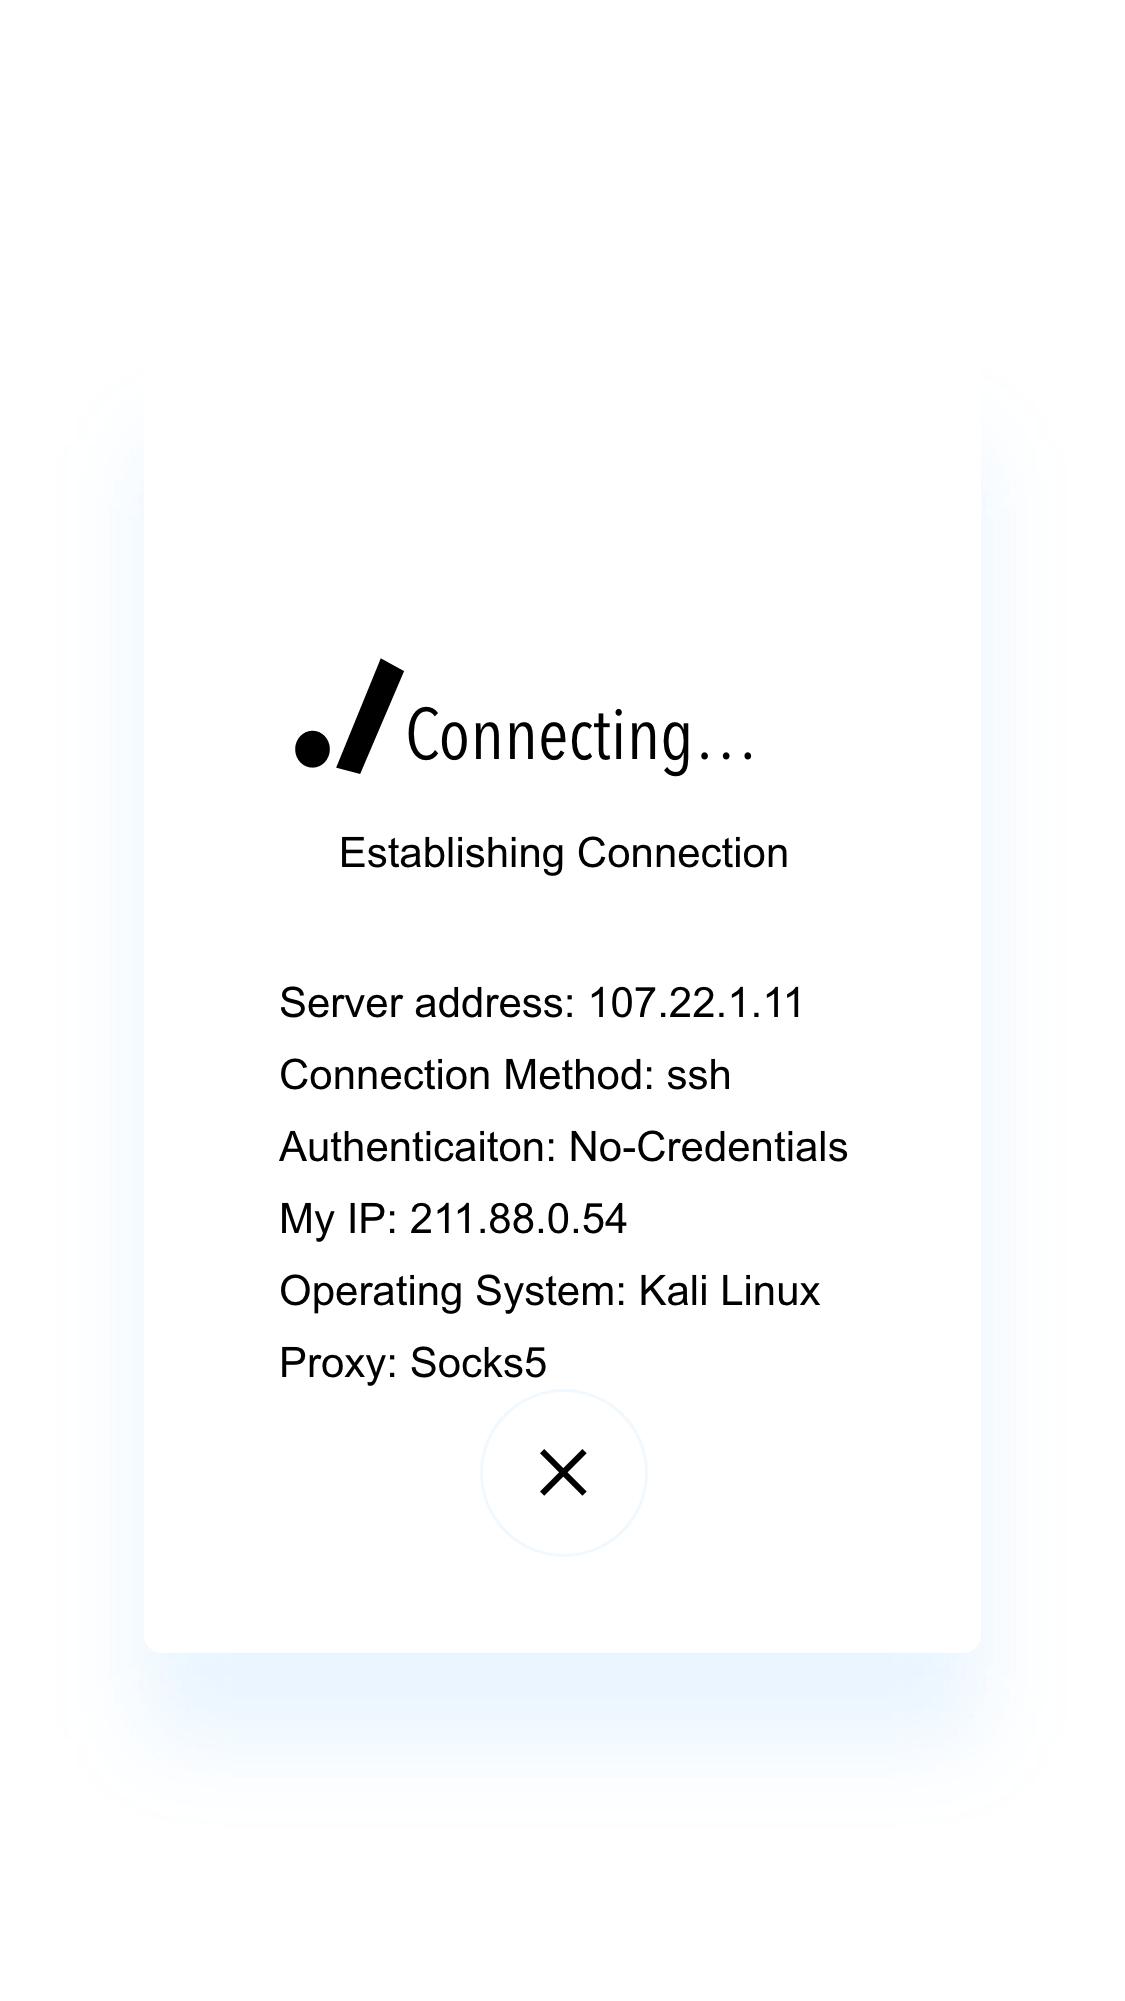 ./Connecting...
Establishing Connection
Server address: 107.22.1.11
Connection Method: ssh
Authenticaiton: No-Credentials
My IP: 211.88.0.54
Operating System: Kali Linux
Proxy: Socks5